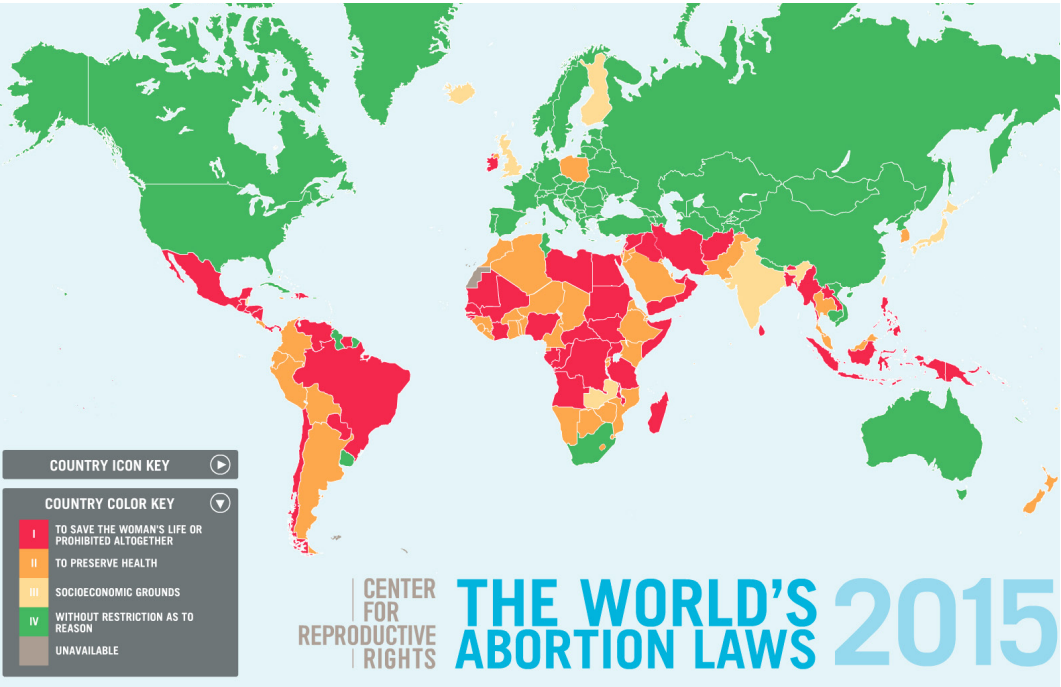 COUNTRY ICON KEY
COUNTRY COLOR KEY
I
TO SAVE THE WOMAN'S LIFE OR
PROHIBITED ALTOGETHER
II
TO PRESERVE HEALTH
III
SOCIOECONOMIC GROUNDS
IV
WITHOUT RESTRICTION AS TO
REASON
UNAVAILABLE
CENTER
FOR
REPRODUCTIVE
RIGHTS
THE WORLD'S
ABORTION LAWS
2015